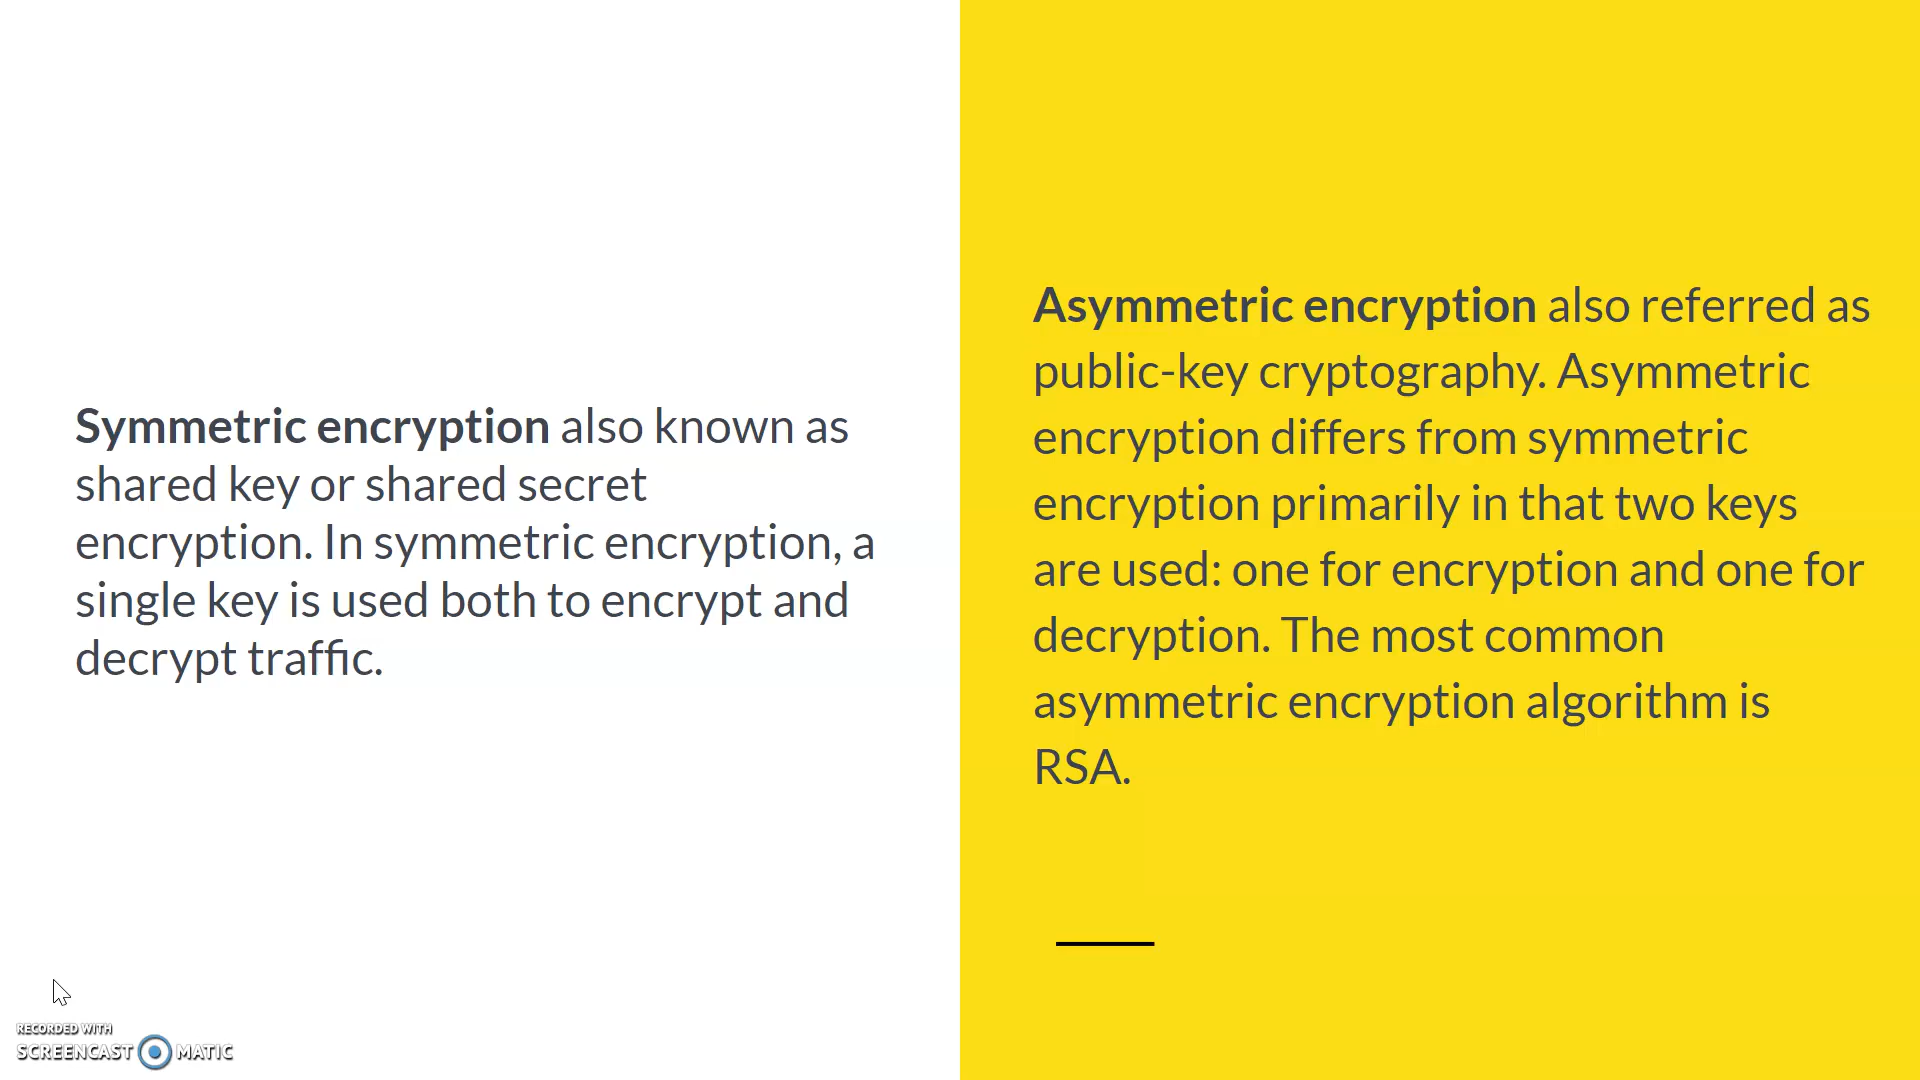 Symmetric encryption also known as
shared key or shared secret
encryption. In symmetric encryption, a
single key is used both to encrypt and
decrypt traffic.
Asymmetric encryption also referred as
public-key cryptography. Asymmetric
encryption differs from symmetric
encryption primarily in that two keys
are used: one for encryption and one for
decryption. The most common
asymmetric encryption algorithm is
RSA.
RECORDED WITH
SCREENCAST MATIC